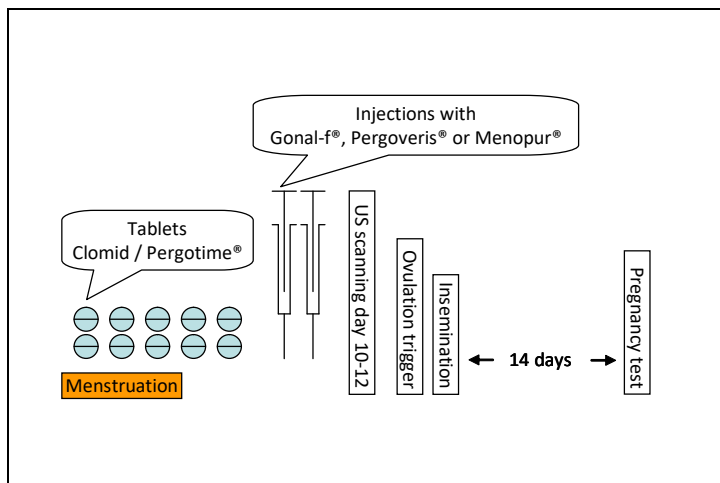 Injections with
Gonal-f®, Pergoveris® or Menopur®
Tablets
Clomid / Pergotime®
US scanning day 10-12
Ovulation trigger
Insemination
14 days
Pregnancy test
Menstruation